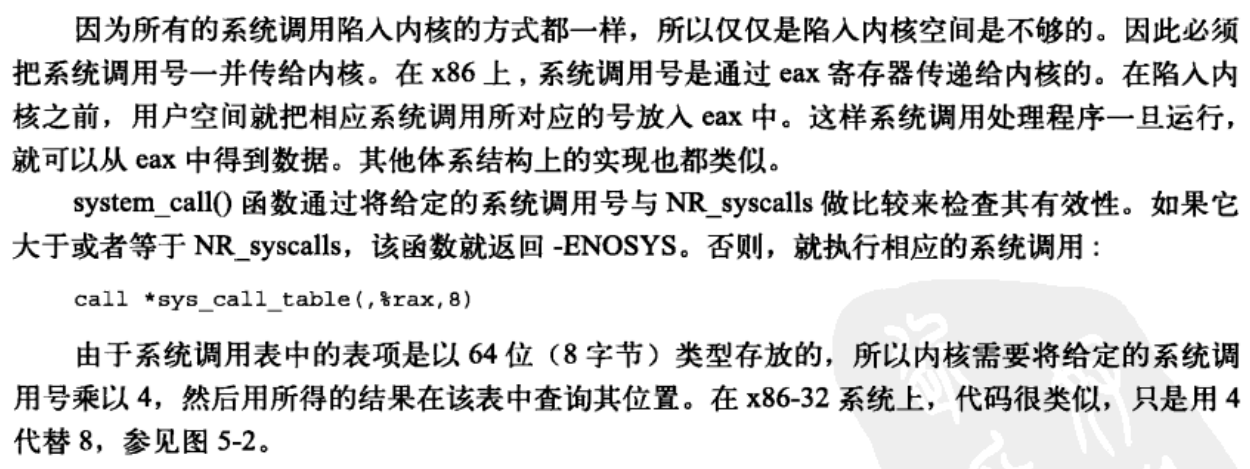 因为所有的系统调用陷入内核的方式都一样，所以仅仅是陷入内核空间是不够的。因此必须
把系统调用号一并传给内核。在 x86 上，系统调用号是通过 eax 寄存器传递给内核的。在陷入内
核之前，用户空间就把相应系统调用所对应的号放入 eax 中。这样系统调用处理程序一旦运行，
就可以从 eax 中得到数据。其他体系结构上的实现也都类似。
system_call() 函数通过将给定的系统调用号与 NR_syscalls 做比较来检查其有效性。如果它
大于或者等于 NR_syscalls，该函数就返回 -ENOSYS。否则，就执行相应的系统调用：
call *sys_call_table(,%rax,8)
由于系统调用表中的表项是以 64 位（8 字节）类型存放的，所以内核需要将给定的系统调
用号乘以 4，然后用所得的结果在该表中查询其位置。在 x86-32 系统上，代码很类似，只是用 4
代替 8，参见图 5-2。